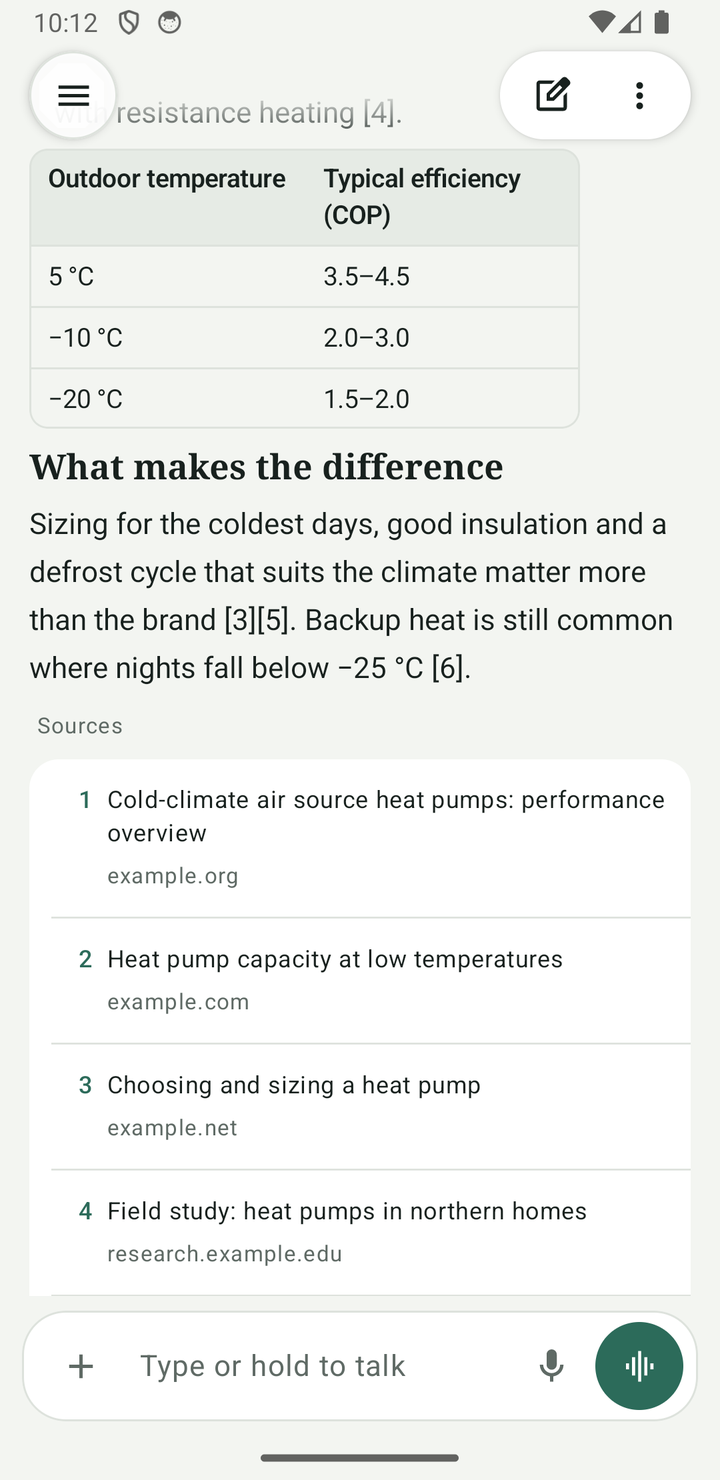 10:12
with resistance heating [4].
Outdoor temperature Typical efficiency (COP)
5 °C 3.5–4.5
−10 °C 2.0–3.0
−20 °C 1.5–2.0
What makes the difference
Sizing for the coldest days, good insulation and a
defrost cycle that suits the climate matter more
than the brand [3][5]. Backup heat is still common
where nights fall below −25 °C [6].
Sources
1 Cold-climate air source heat pumps: performance
overview
example.org
2 Heat pump capacity at low temperatures
example.com
3 Choosing and sizing a heat pump
example.net
4 Field study: heat pumps in northern homes
research.example.edu
Type or hold to talk